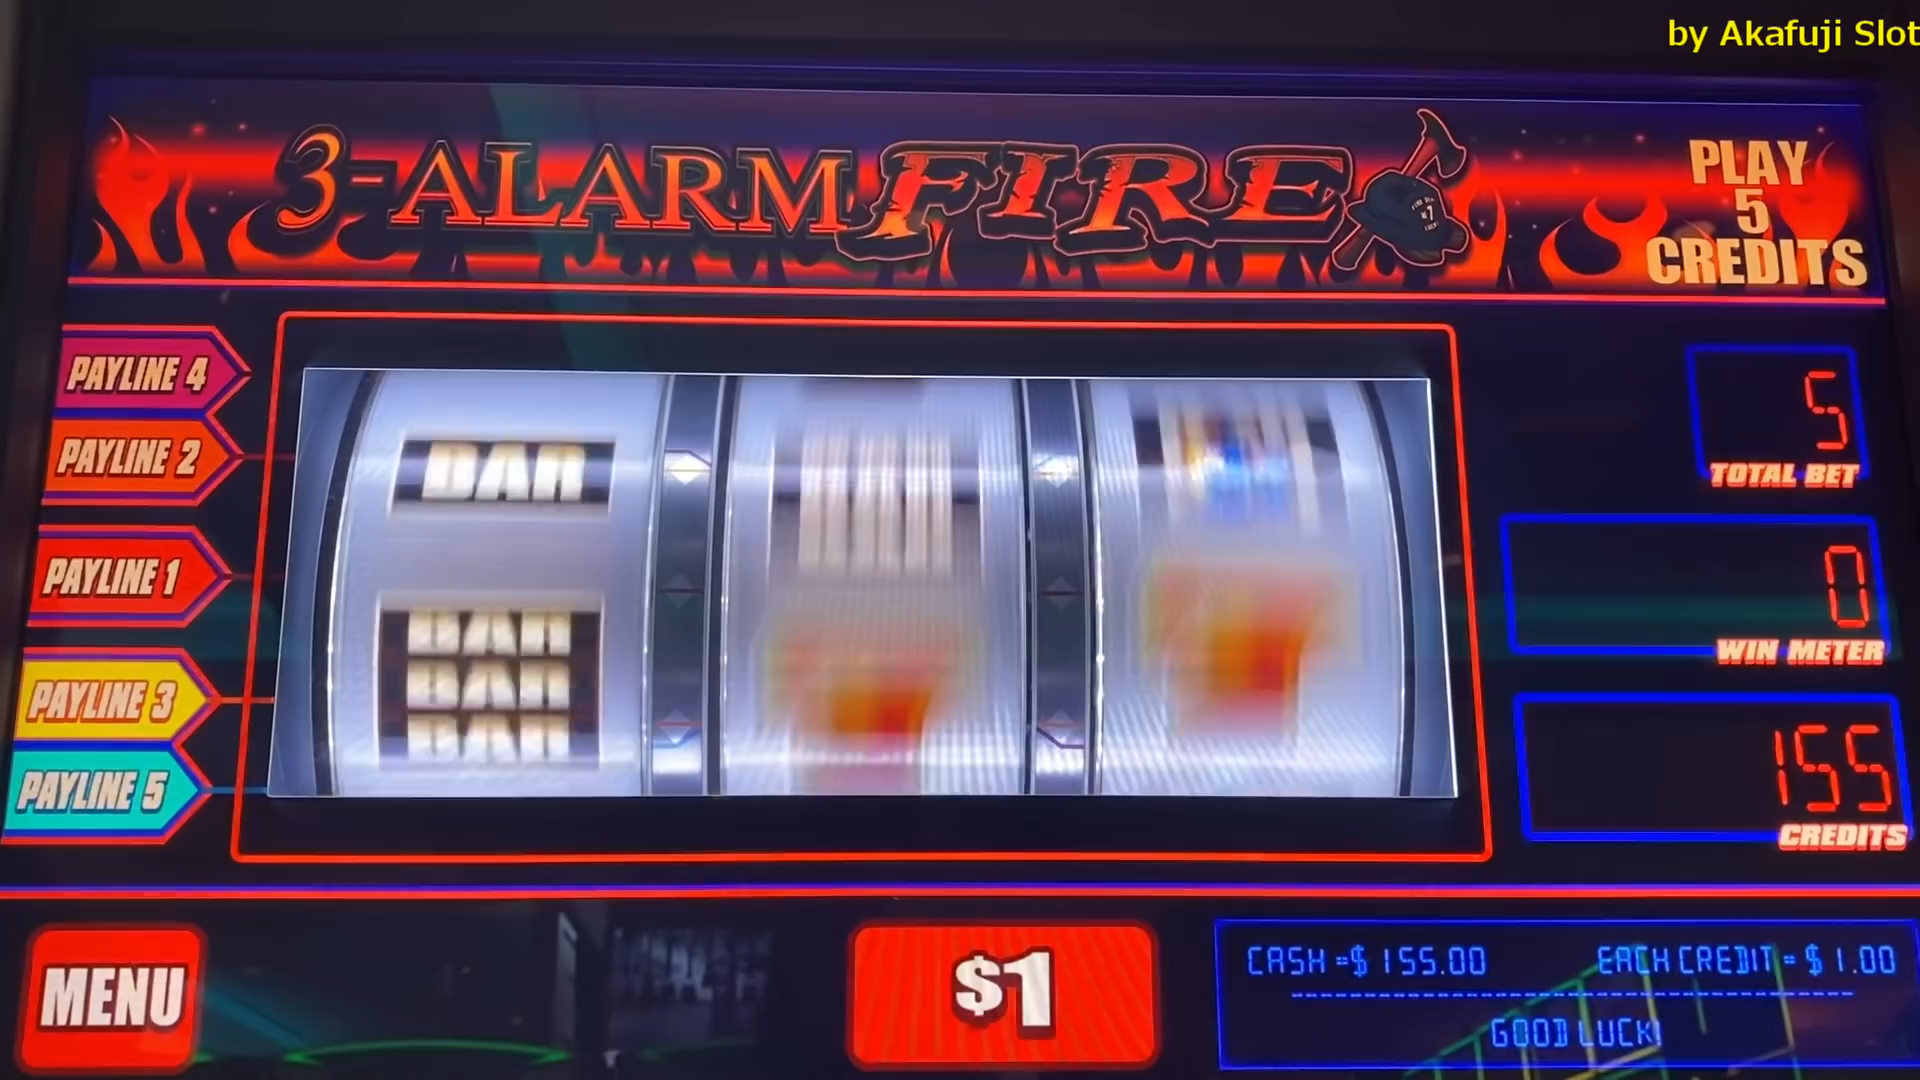 by Akafuji Slot
3-ALARM FIRE
PLAY
5
CREDITS
PAYLINE 4
PAYLINE 2
PAYLINE 1
PAYLINE 3
PAYLINE 5
BAR
BAR
BAR
BAR
5
TOTAL BET
0
WIN METER
155
CREDITS
MENU
$1
CASH =$ 155.00 EACH CREDIT = $ 1.00
GOOD LUCK!